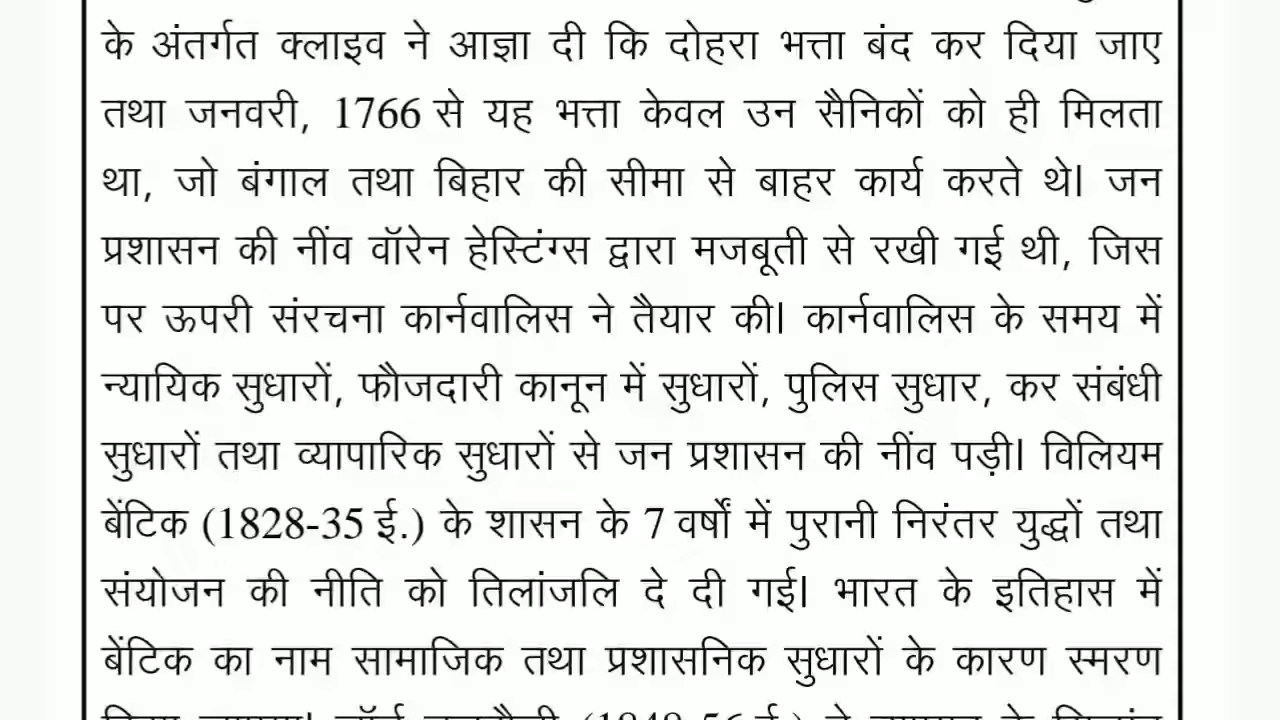 के अंतर्गत क्लाइव ने आज्ञा दी कि दोहरा भत्ता बंद कर दिया जाए
तथा जनवरी, 1766 से यह भत्ता केवल उन सैनिकों को ही मिलता
था, जो बंगाल तथा बिहार की सीमा से बाहर कार्य करते थे। जन
प्रशासन की नींव वॉरेन हेस्टिंग्स द्वारा मजबूती से रखी गई थी, जिस
पर ऊपरी संरचना कार्नवालिस ने तैयार की। कार्नवालिस के समय में
न्यायिक सुधारों, फौजदारी कानून में सुधारों, पुलिस सुधार, कर संबंधी
सुधारों तथा व्यापारिक सुधारों से जन प्रशासन की नींव पड़ी। विलियम
बेंटिक (1828-35 ई.) के शासन के 7 वर्षों में पुरानी निरंतर युद्धों तथा
संयोजन की नीति को तिलांजलि दे दी गई। भारत के इतिहास में
बेंटिक का नाम सामाजिक तथा प्रशासनिक सुधारों के कारण स्मरण